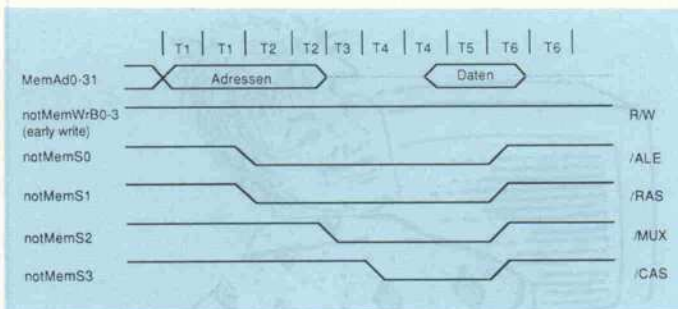 T1 T1 T2 T2 T3 T4 T4 T5 T6 T6
MemAd0-31 Adressen Daten
notMemWrB0-3 R/W
(early write)
notMemS0 /ALE
notMemS1 /RAS
notMemS2 /MUX
notMemS3 /CAS